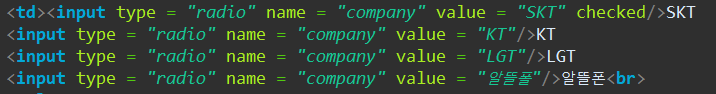 <td><input type = "radio" name = "company" value = "SKT" checked/>SKT
<input type = "radio" name = "company" value = "KT"/>KT
<input type = "radio" name = "company" value = "LGT"/>LGT
<input type = "radio" name = "company" value = "알뜰폴"/>알뜰폰<br>